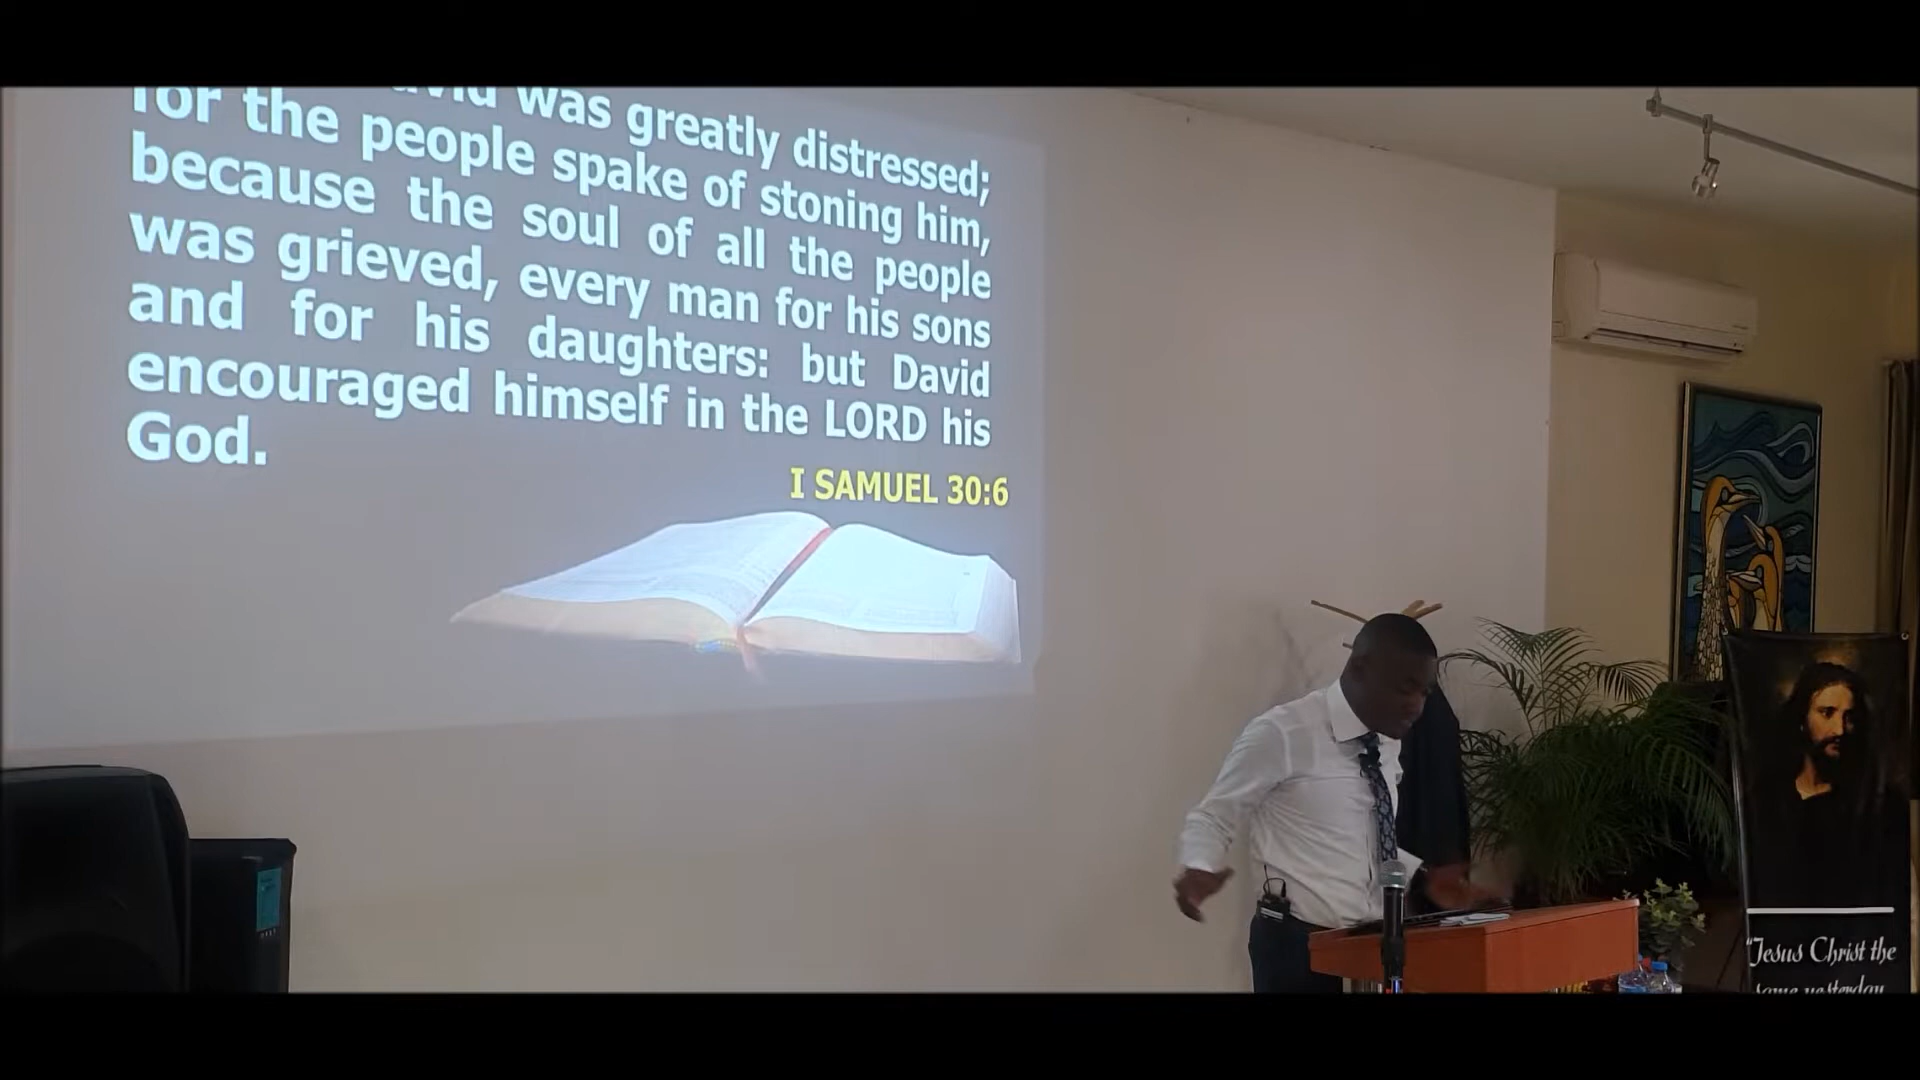 was greatly distressed;
for the people spake of stoning him,
because the soul of all the people
was grieved, every man for his sons
and for his daughters: but David
encouraged himself in the LORD his
God.
I SAMUEL 30:6
"Jesus Christ the
same yesterday